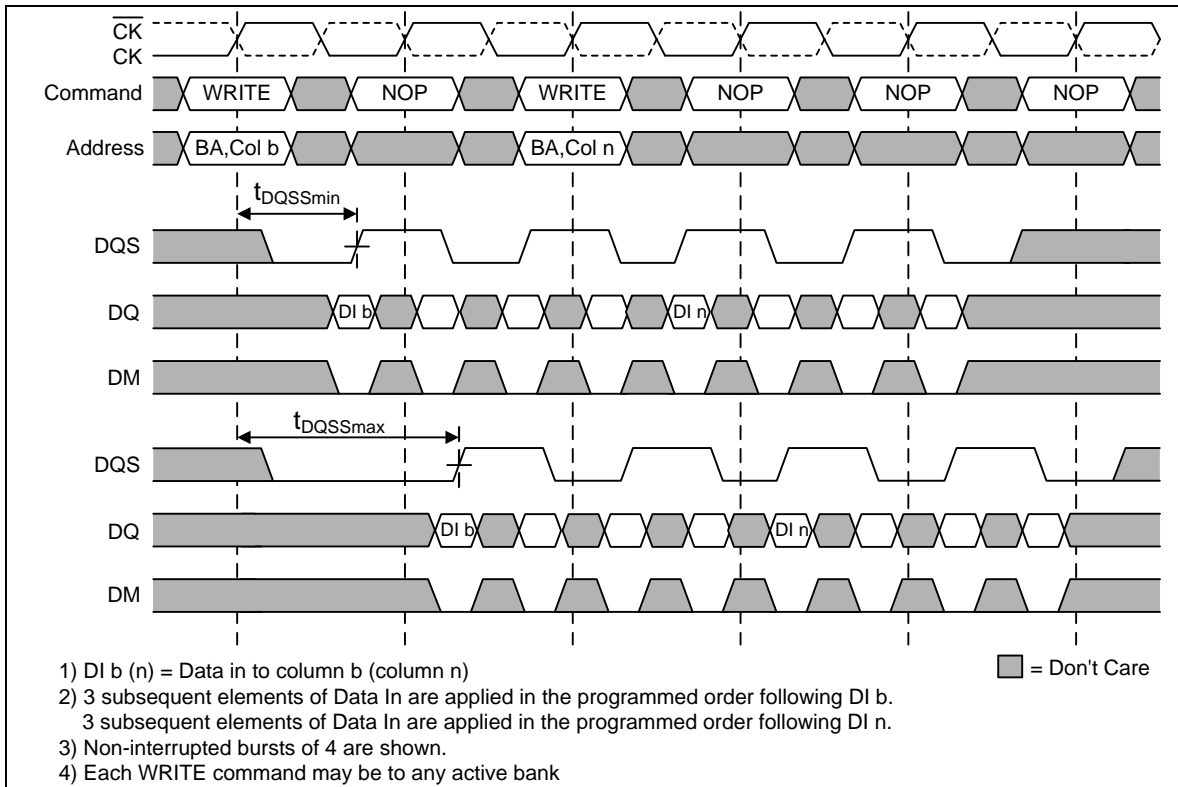 CK
CK
Command WRITE NOP WRITE NOP NOP NOP
Address BA,Col b BA,Col n
tDQSSmin
DQS
DQ DI b DI n
DM
tDQSSmax
DQS
DQ DI b DI n
DM
1) DI b (n) = Data in to column b (column n)
= Don't Care
2) 3 subsequent elements of Data In are applied in the programmed order following DI b.
3 subsequent elements of Data In are applied in the programmed order following DI n.
3) Non-interrupted bursts of 4 are shown.
4) Each WRITE command may be to any active bank